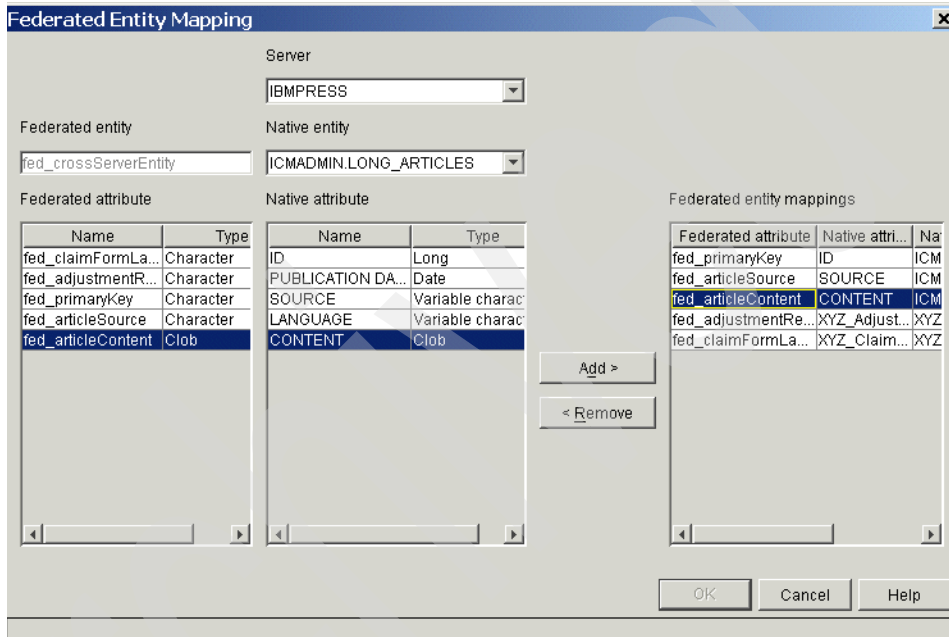 Federated Entity Mapping
Server
IBMPRESS
Federated entity Native entity
fed_crossServerEntity ICMADMIN.LONG_ARTICLES
Federated attribute Native attribute Federated entity mappings
Name Type Name Type Federated attribute Native attri... Na
fed_claimFormLa... Character ID Long fed_primaryKey ID ICM
fed_adjustmentR... Character PUBLICATION DA... Date fed_articleSource SOURCE ICM
fed_primaryKey Character SOURCE Variable charac fed_articleContent CONTENT ICM
fed_articleSource Character LANGUAGE Variable charac fed_adjustmentRe... XYZ_Adjust... XYZ
fed_articleContent Clob CONTENT Clob fed_claimFormLa... XYZ_Claim... XYZ
Add >
< Remove
OK Cancel Help